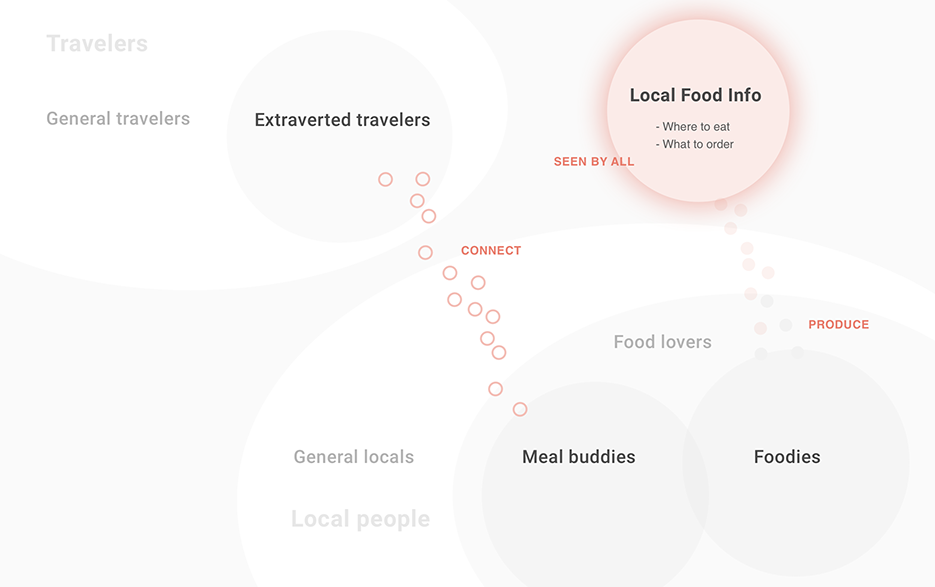 Travelers
General travelers
Extraverted travelers
Local Food Info
- Where to eat
- What to order
SEEN BY ALL
CONNECT
PRODUCE
Food lovers
General locals
Meal buddies
Foodies
Local people